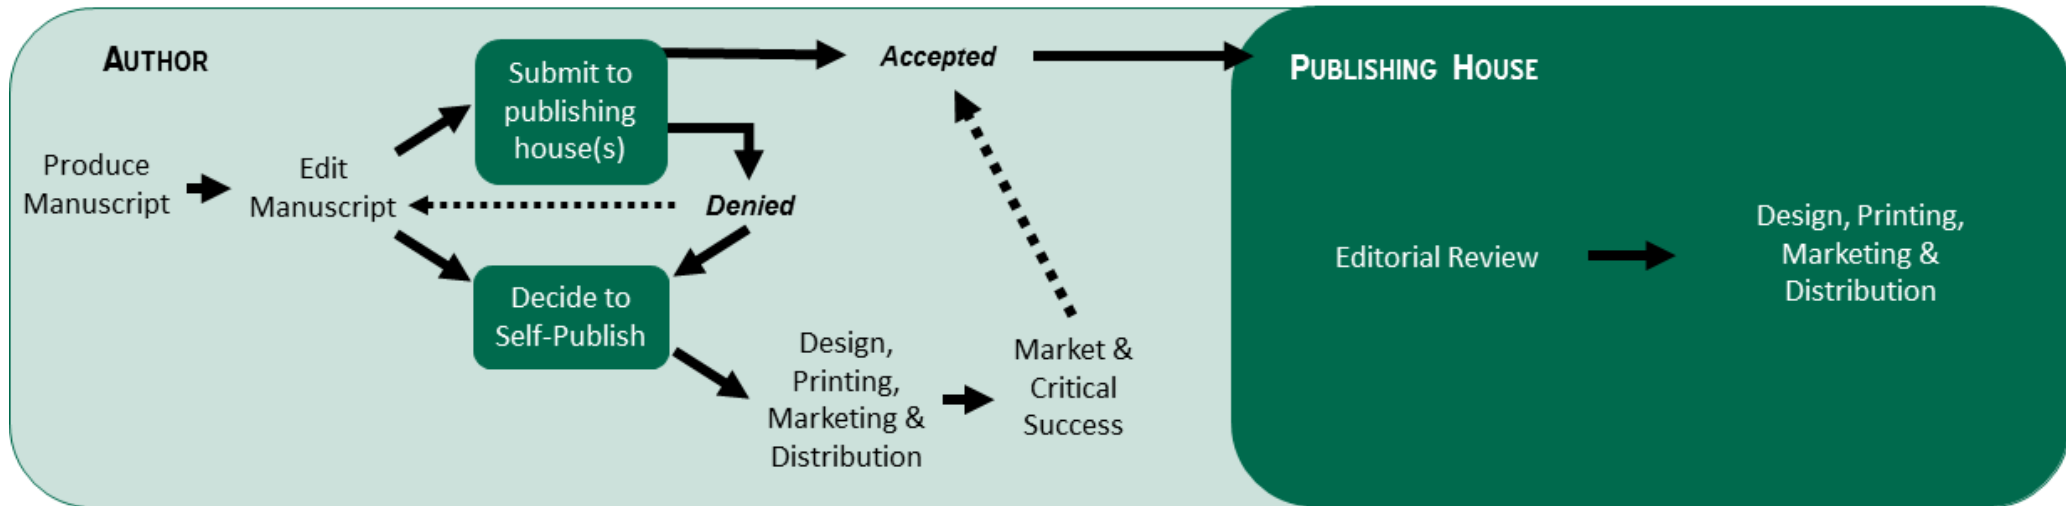 AUTHOR
Produce
Manuscript
Edit
Manuscript
Submit to
publishing
house(s)
Accepted
Denied
Decide to
Self-Publish
Design,
Printing,
Marketing &
Distribution
Market &
Critical
Success
PUBLISHING HOUSE
Editorial Review
Design, Printing,
Marketing &
Distribution